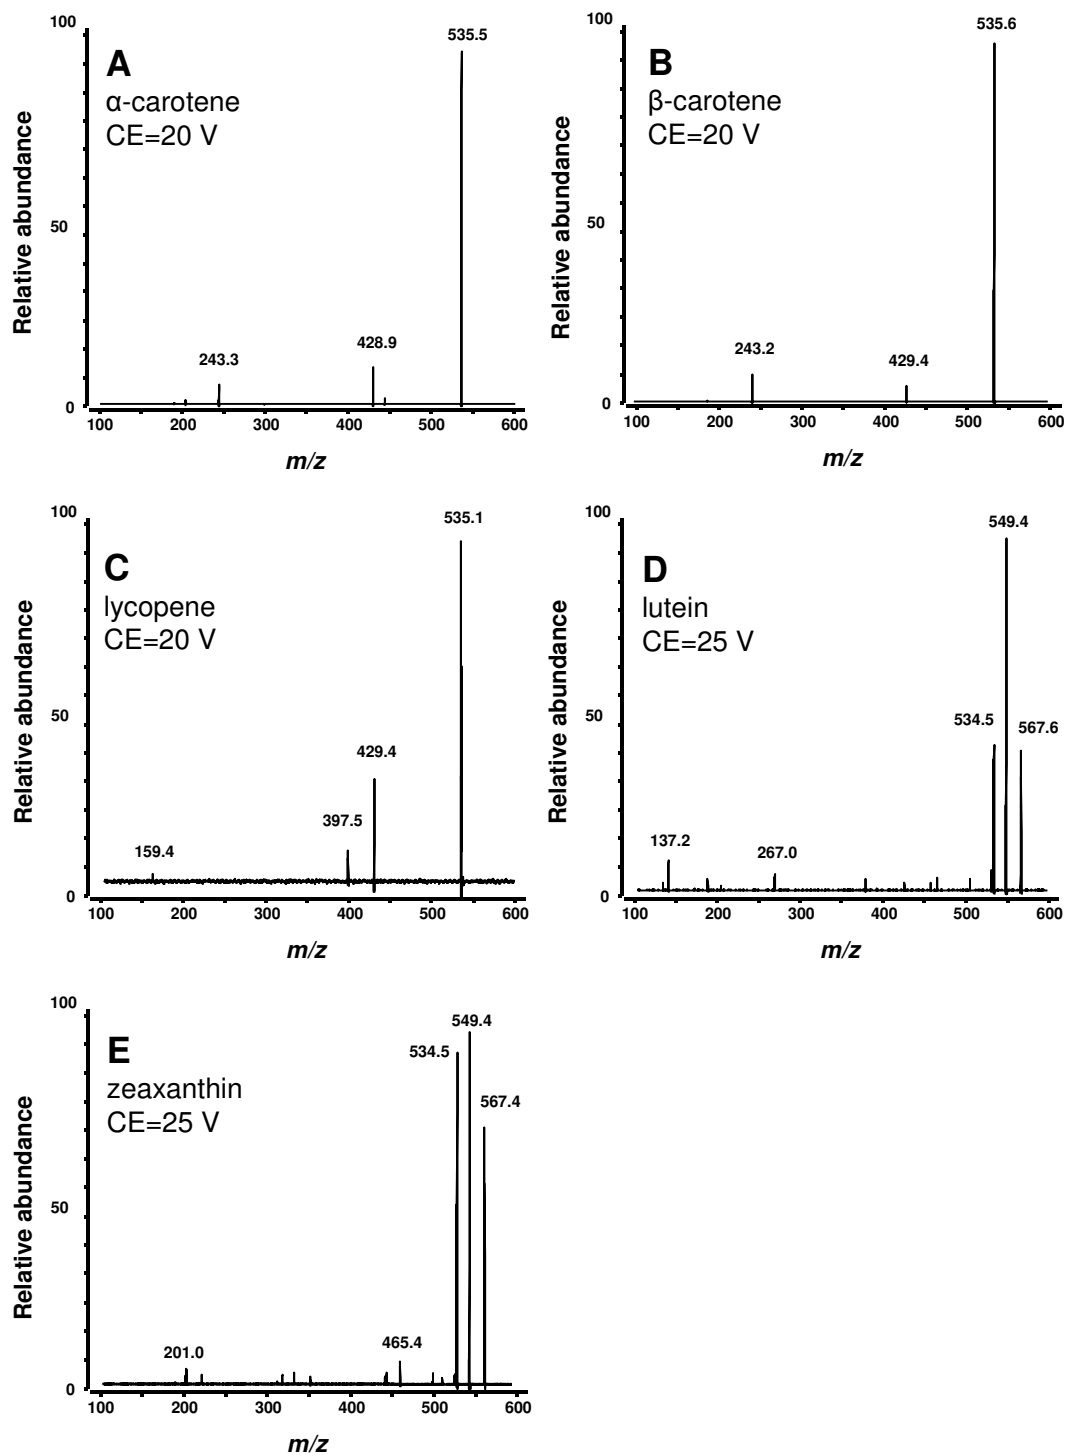 A
α-carotene
CE=20 V
Relative abundance
100
50
0
535.5
428.9
243.3
100 200 300 400 500 600
m/z
B
β-carotene
CE=20 V
Relative abundance
100
50
0
535.6
429.4
243.2
200 300 400 500 600
m/z
C
lycopene
CE=20 V
Relative abundance
100
50
0
535.1
429.4
397.5
159.4
100 200 300 400 500 600
m/z
D
lutein
CE=25 V
Relative abundance
100
50
0
549.4
534.5
567.6
137.2
267.0
100 200 300 400 500 600
m/z
E
zeaxanthin
CE=25 V
Relative abundance
100
50
0
549.4
534.5
567.4
465.4
201.0
100 200 300 400 500 600
m/z